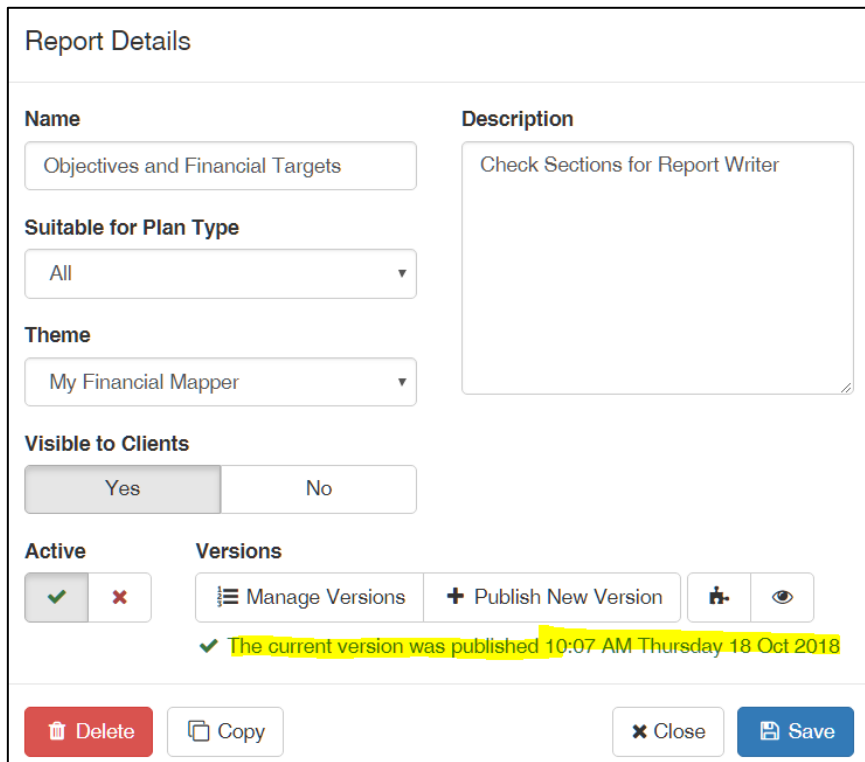 Report Details
Name
Objectives and Financial Targets
Description
Check Sections for Report Writer
Suitable for Plan Type
All
Theme
My Financial Mapper
Visible to Clients
Yes No
Active Versions
Manage Versions Publish New Version
The current version was published 10:07 AM Thursday 18 Oct 2018
Delete Copy Close Save